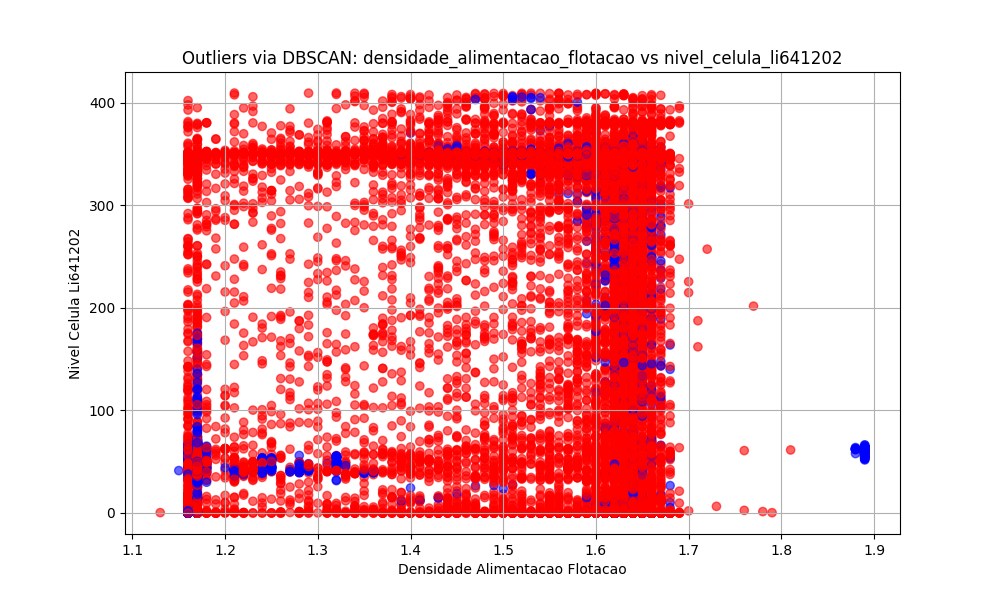 Outliers via DBSCAN: densidade_alimentacao_flotacao vs nivel_celula_li641202
400
300
200
100
0
Nivel Celula Li641202
1.1 1.2 1.3 1.4 1.5 1.6 1.7 1.8 1.9
Densidade Alimentacao Flotacao